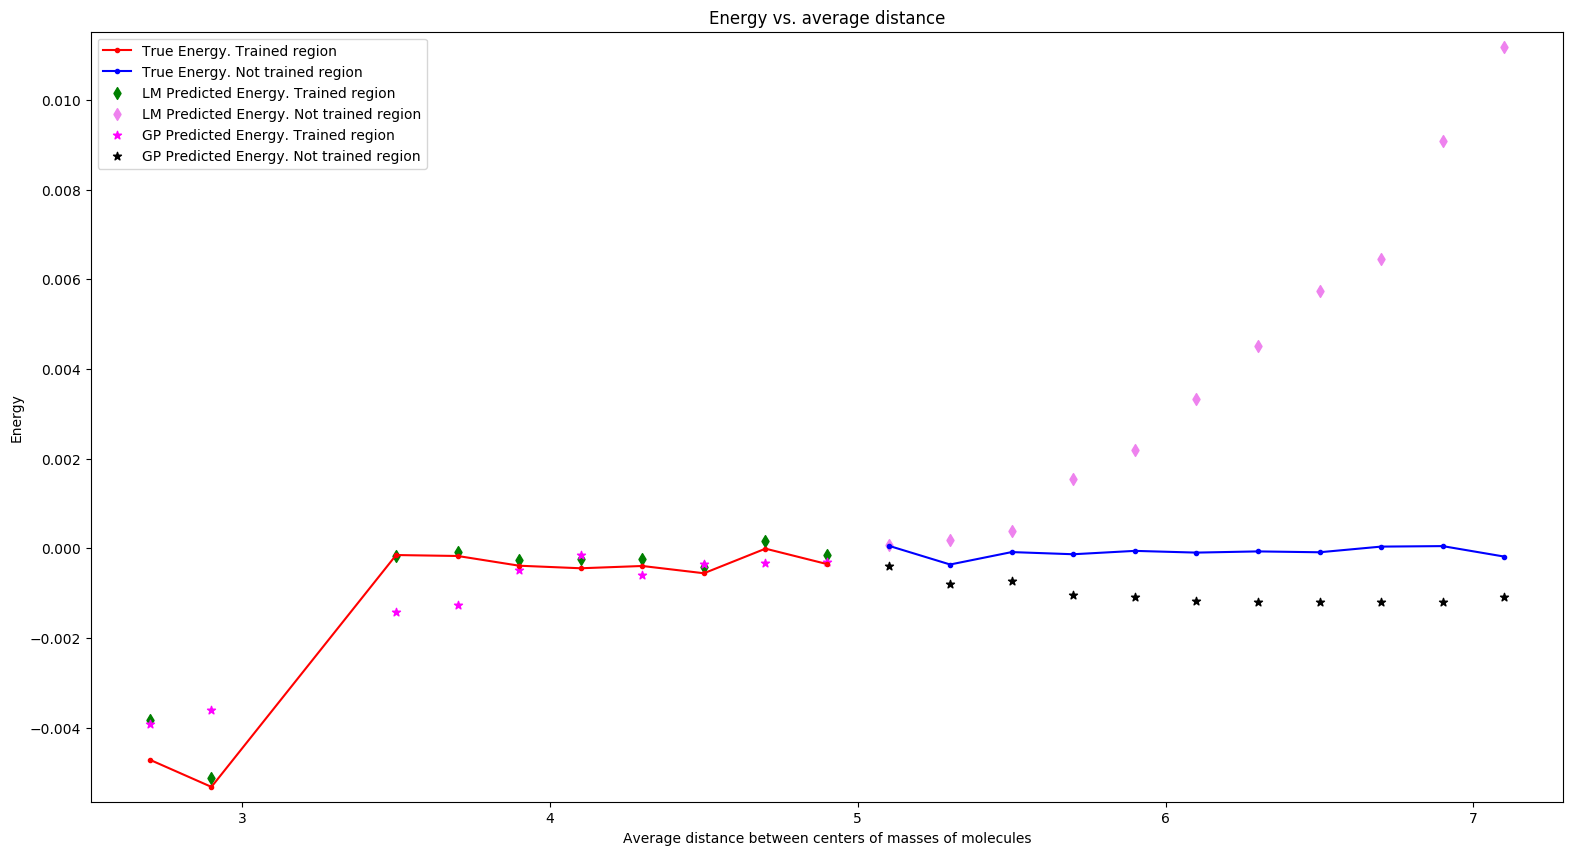 Energy vs. average distance
True Energy. Trained region
True Energy. Not trained region
LM Predicted Energy. Trained region
LM Predicted Energy. Not trained region
GP Predicted Energy. Trained region
GP Predicted Energy. Not trained region
0.010
0.008
0.006
0.004
0.002
0.000
−0.002
−0.004
Energy
3 4 5 6 7
Average distance between centers of masses of molecules